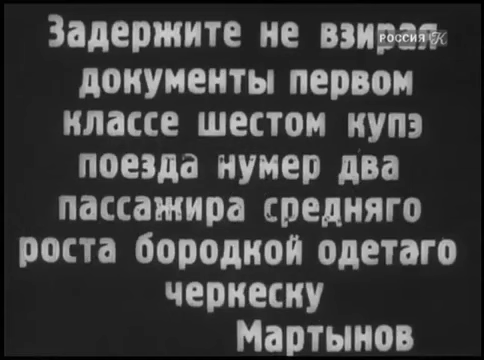 РОССИЯ К
Задержите не взирая
документы первом
классе шестом купэ
поезда нумер два
пассажира средняго
роста бородкой одетаго
черкеску
Мартынов